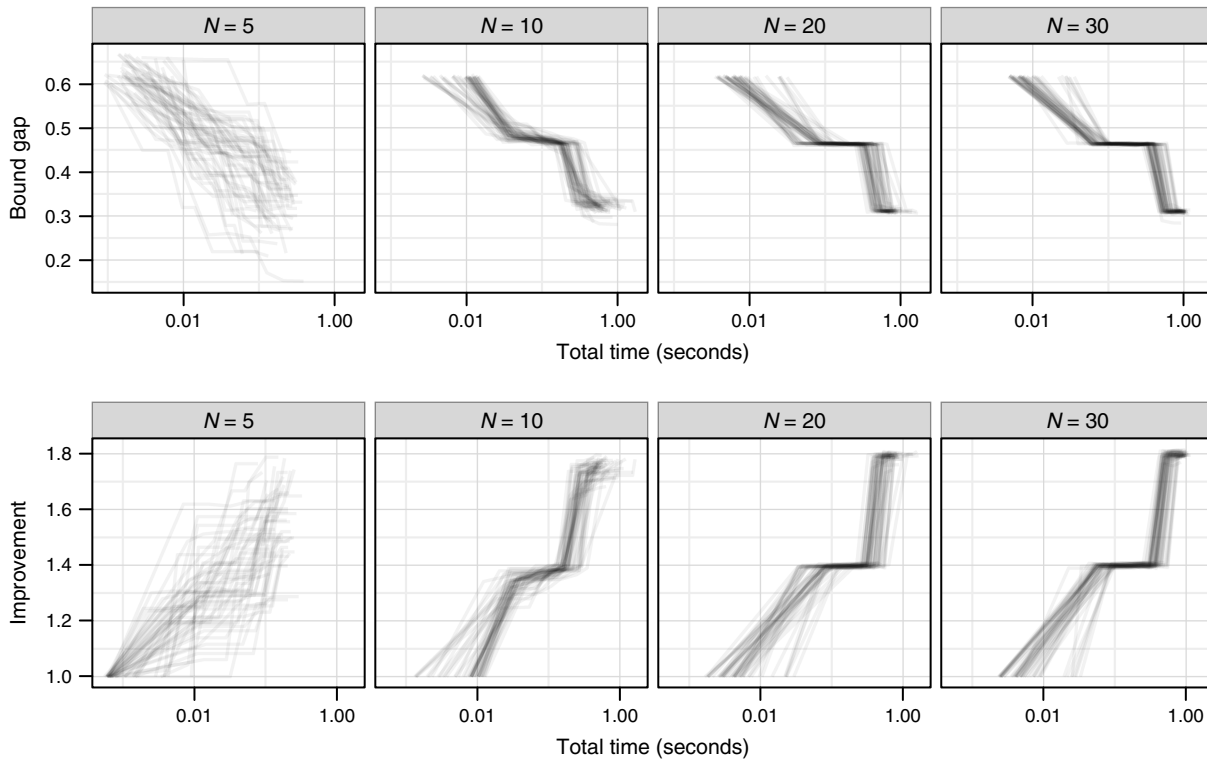 N = 5 N = 10 N = 20 N = 30
Bound gap
0.6
0.5
0.4
0.3
0.2
0.01 1.00 0.01 1.00 0.01 1.00 0.01 1.00
Total time (seconds)
N = 5 N = 10 N = 20 N = 30
Improvement
1.8
1.6
1.4
1.2
1.0
0.01 1.00 0.01 1.00 0.01 1.00 0.01 1.00
Total time (seconds)